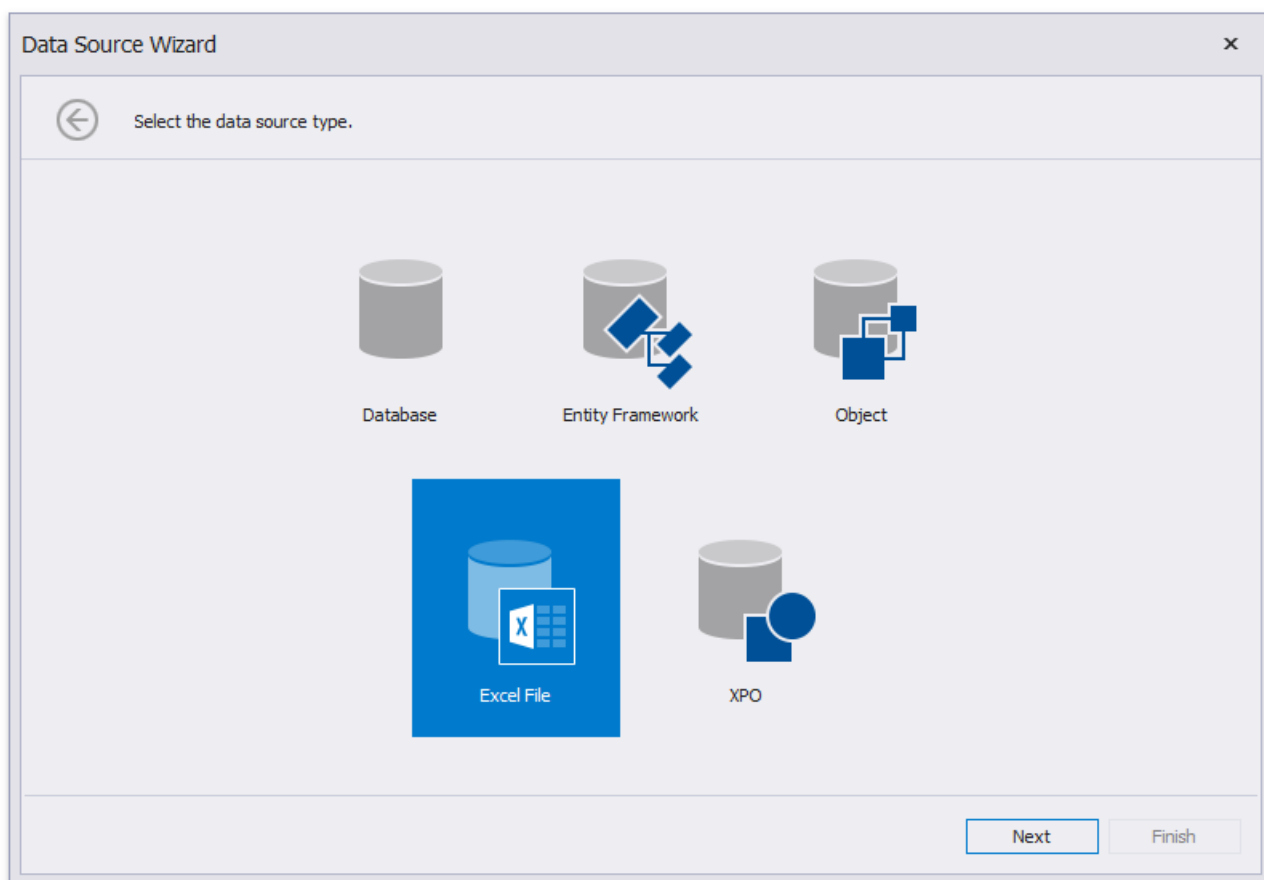 Data Source Wizard
Select the data source type.
Database
Entity Framework
Object
X
Excel File
XPO
Next
Finish